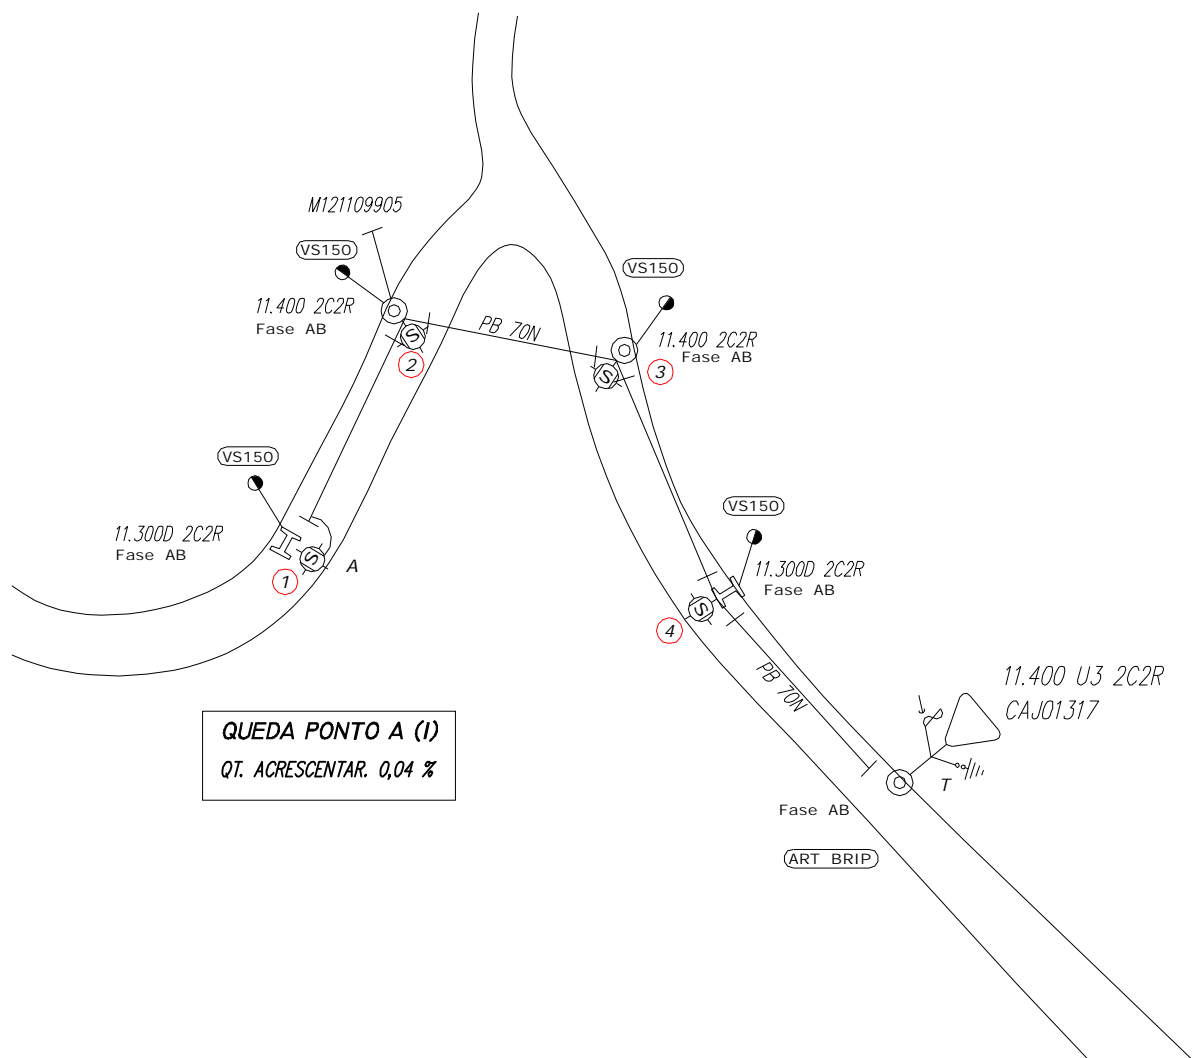 M121109905
VS150
VS150
11.400 2C2R
Fase AB
S
2
PB 70N
11.400 2C2R
Fase AB
S
3
VS150
VS150
11.300D 2C2R
Fase AB
S
A
1
11.300D 2C2R
Fase AB
S
4
PB 70N
11.400 U3 2C2R
CAJ01317
QUEDA PONTO A (I)
QT. ACRESCENTAR. 0,04 %
T
Fase AB
ART BRIP